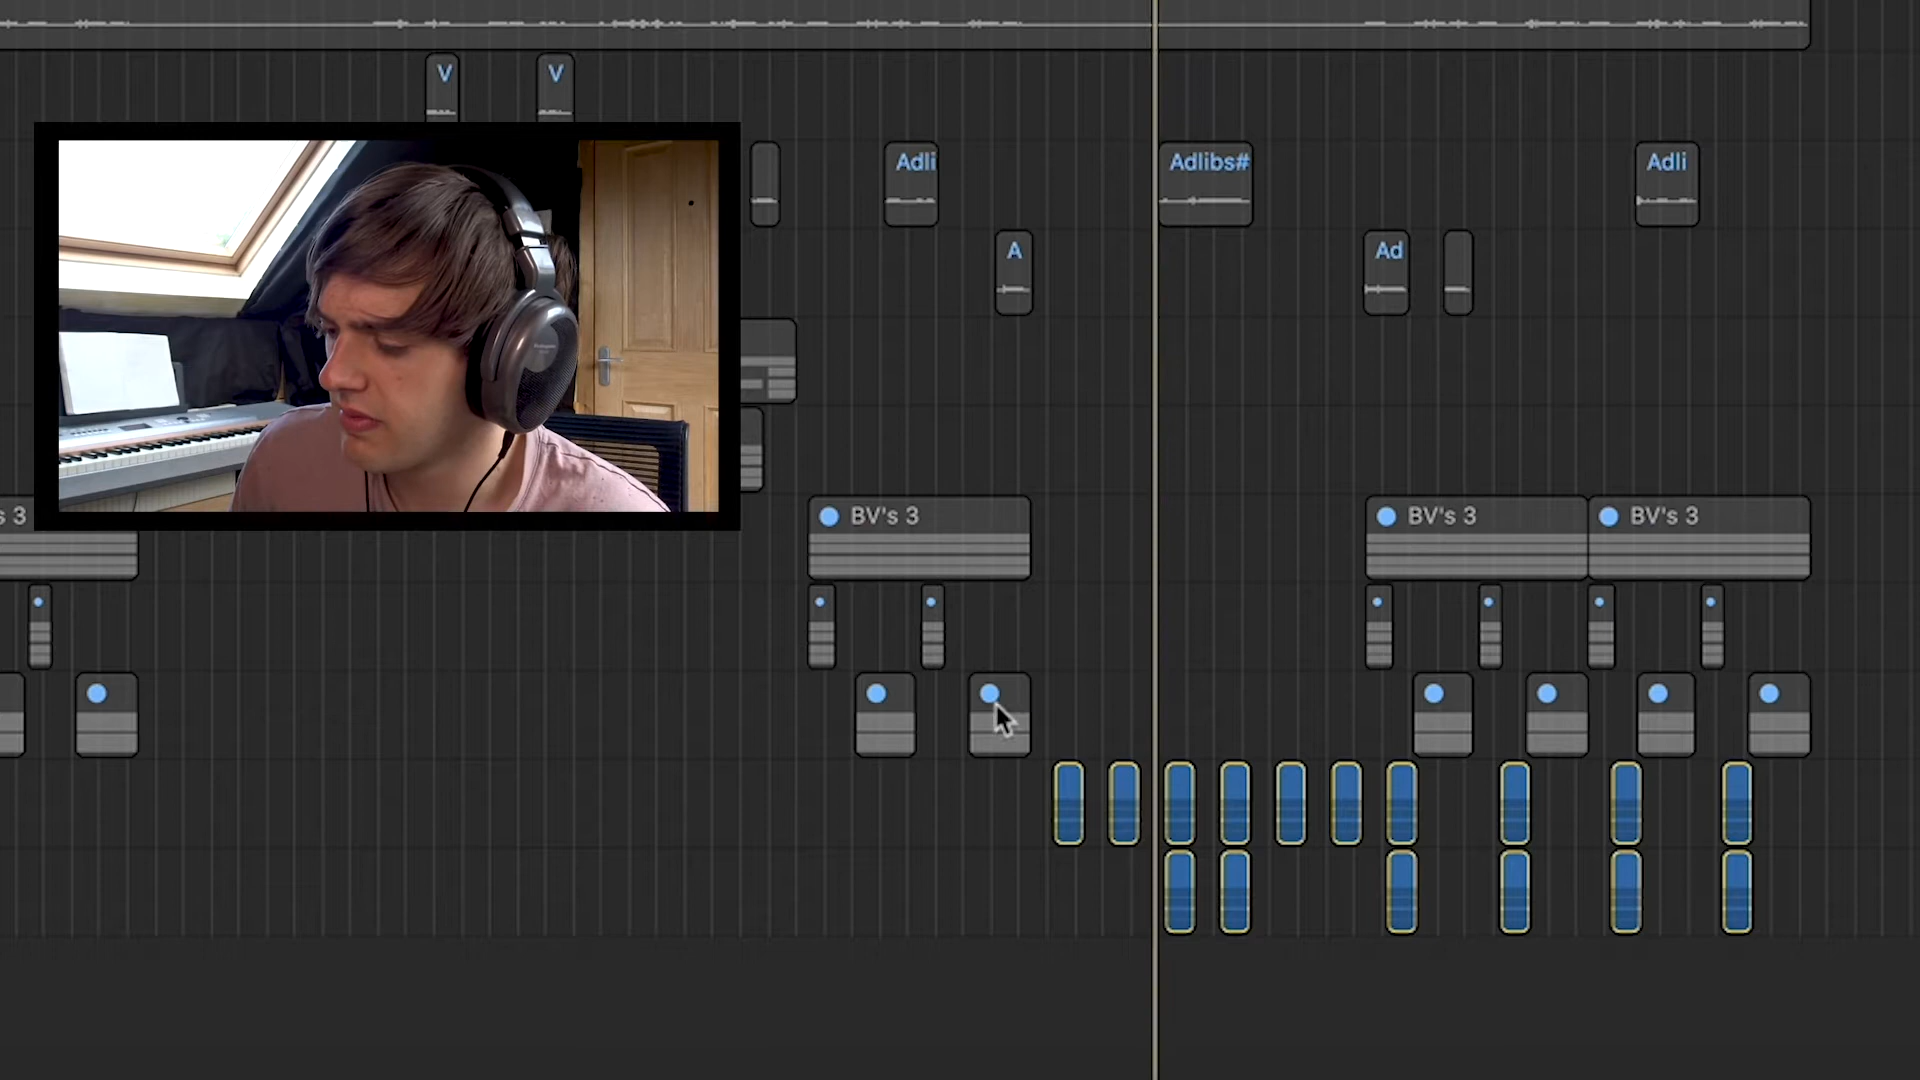 V
V
Adli
Adlibs#
Adli
A
Ad
s 3
BV's 3
BV's 3
BV's 3